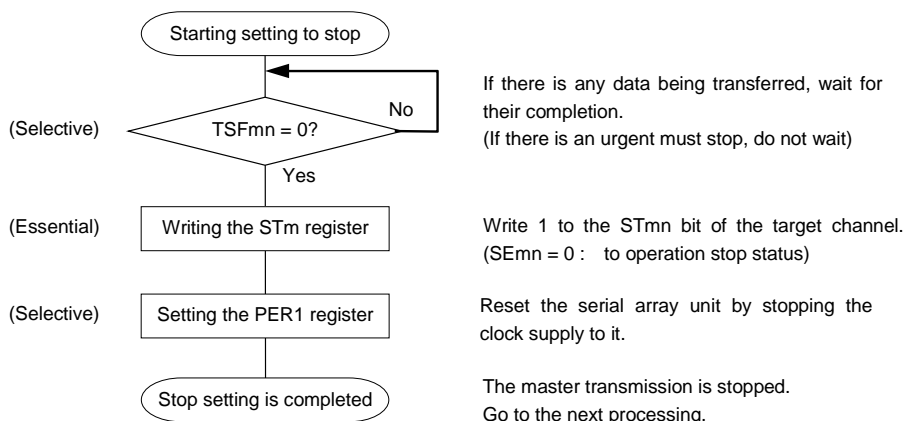 Starting setting to stop
If there is any data being transferred, wait for
their completion.
(If there is an urgent must stop, do not wait)
No
(Selective)
TSFmn = 0?
Yes
(Essential)
Writing the STm register
Write 1 to the STmn bit of the target channel.
(SEmn = 0 : to operation stop status)
(Selective)
Setting the PER1 register
Reset the serial array unit by stopping the
clock supply to it.
Stop setting is completed
The master transmission is stopped.
Go to the next processing.